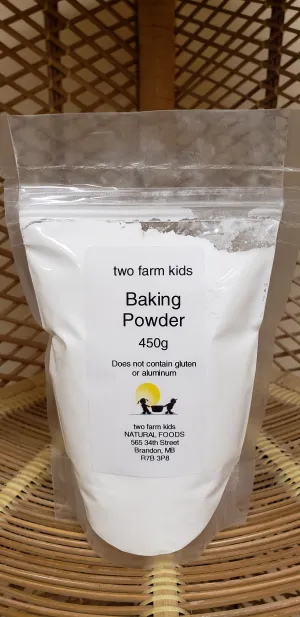 two farm kids
Baking
Powder
450g
Does not contain gluten
or aluminum
two farm kids
NATURAL FOODS
565 34th Street
Brandon, MB
R7B 3P8